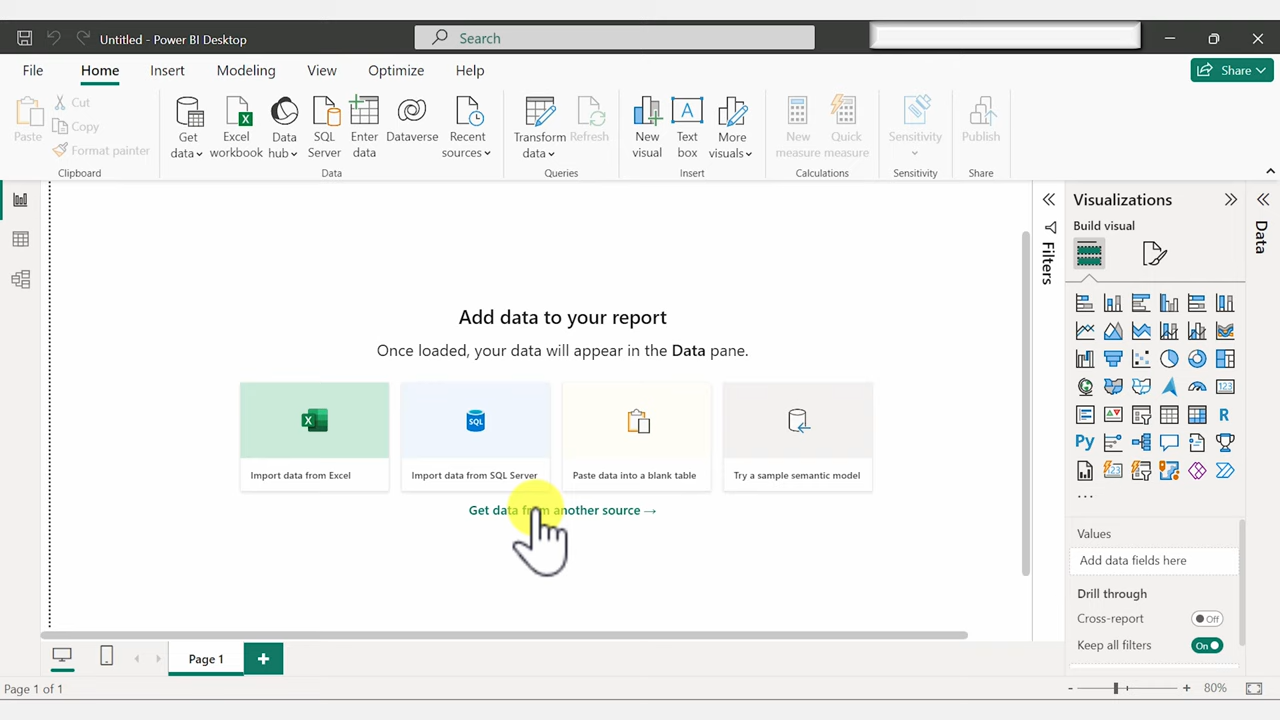 Untitled - Power BI Desktop
Search
File Home Insert Modeling View Optimize Help
Share
Paste
Cut
Copy
Format painter
Clipboard
Get data
Excel workbook
Data hub
SQL Server
Enter data
Dataverse
Recent sources
Data
Transform data
Refresh
Queries
New visual
Text box
More visuals
Insert
New measure
Quick measure
Calculations
Sensitivity
Sensitivity
Publish
Share
Add data to your report
Once loaded, your data will appear in the Data pane.
X
SQL
Import data from Excel
Import data from SQL Server
Paste data into a blank table
Try a sample semantic model
Get data from another source →
Filters
Visualizations
Build visual
123
R
Py
...
Values
Add data fields here
Drill through
Cross-report
Off
Keep all filters
On
Data
Page 1
+
Page 1 of 1
- + 80%